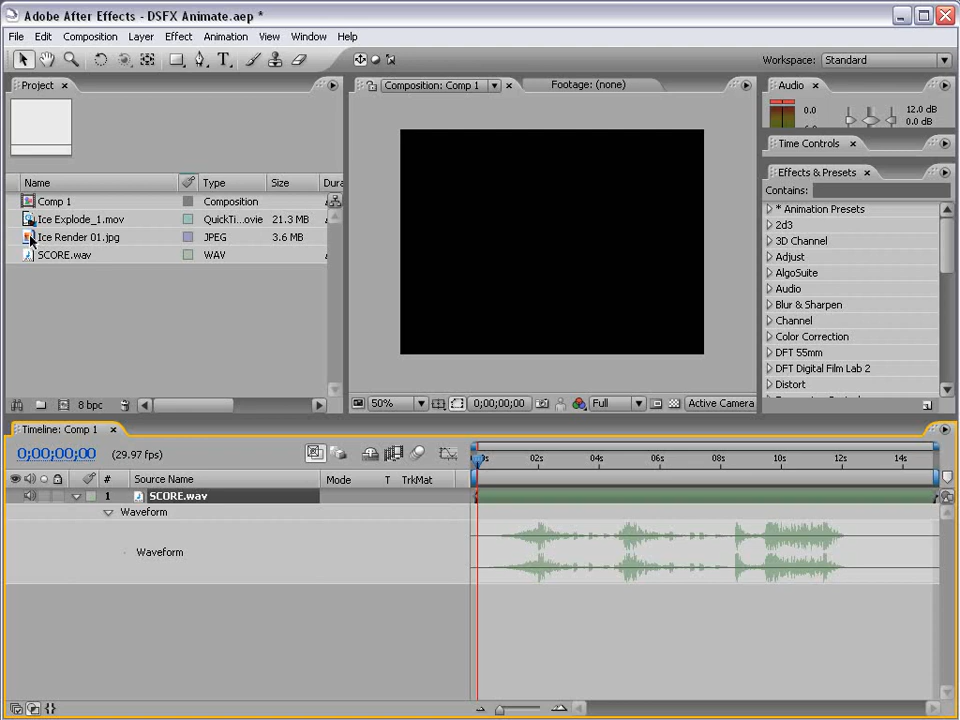 Adobe After Effects - DSFX Animate.aep *
File Edit Composition Layer Effect Animation View Window Help
Workspace: Standard
Project
Composition: Comp 1
Footage: (none)
Audio
0.0
12.0 dB
0.0 dB
Time Controls
Effects & Presets
Contains:
Name Type Size Dura
Comp 1 Composition
Ice Explode_1.mov QuickTi...ovie 21.3 MB
Ice Render 01.jpg JPEG 3.6 MB
SCORE.wav WAV
* Animation Presets
2d3
3D Channel
Adjust
AlgoSuite
Audio
Blur & Sharpen
Channel
Color Correction
DFT 55mm
DFT Digital Film Lab 2
Distort
8 bpc
50% 0;00;00;00 Full Active Camera
Timeline: Comp 1
0;00;00;00 (29.97 fps)
02s 04s 06s 08s 10s 12s 14s
# Source Name Mode T TrkMat
1 SCORE.wav
Waveform
Waveform